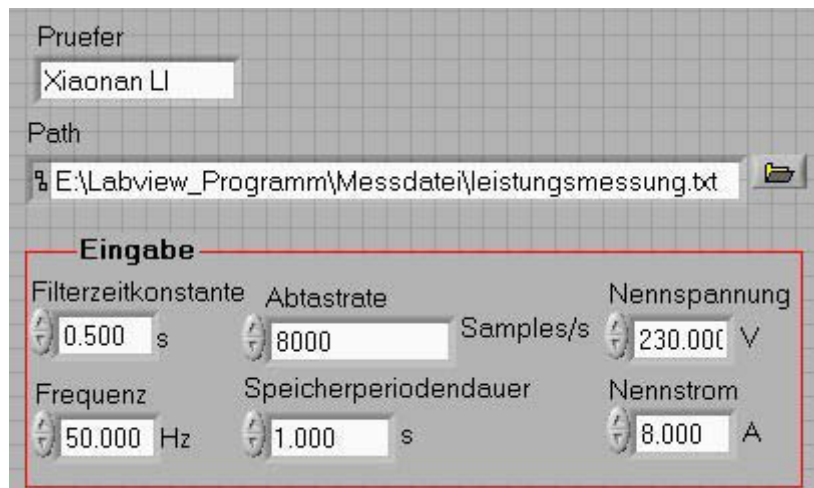 Pruefer
Xiaonan LI
Path
E:\Labview_Programm\Messdatei\leistungsmessung.txt
Eingabe
Filterzeitkonstante Abtastrate Nennspannung
0.500 s 8000 Samples/s 230.000 V
Frequenz Speicherperiodendauer Nennstrom
50.000 Hz 1.000 s 8.000 A